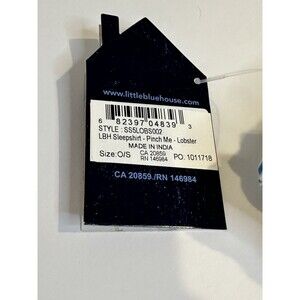 www.littlebluehouse.com
6 82397 04839 3
STYLE : SS5LOBS002
LBH Sleepshirt - Pinch Me - Lobster
MADE IN INDIA
Size:O/S CA 20859 RN 146984 PO. 1011718
CA 20859 /RN 146984